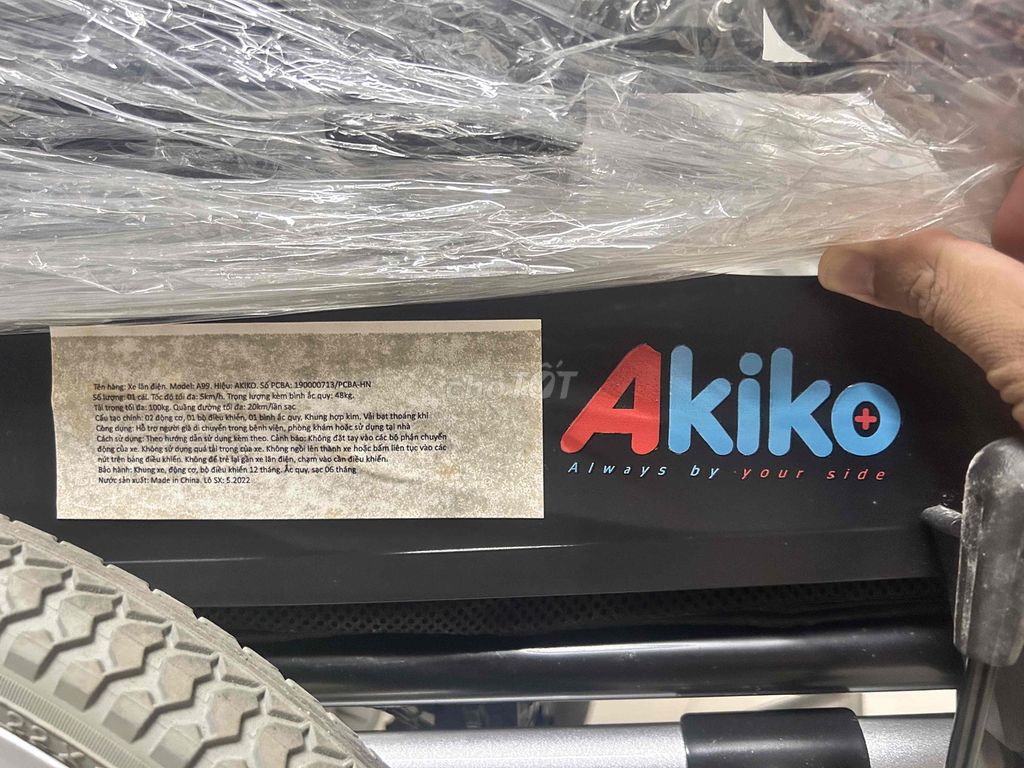 Tên hàng: Xe lăn điện. Model: A99. Hiệu: AKIKO. Số PCBA: 190000713/PCBA-HN
Số lượng: 01 cái. Tốc độ tối đa: 5km/h. Trọng lượng kèm bình ắc quy: 48kg.
Tải trọng tối đa: 100kg. Quãng đường tối đa: 20km/lần sạc
Cấu tạo chính: 02 động cơ, 01 bộ điều khiển, 01 bình ắc quy, Khung hợp kim, Vải bạt thoáng khí
Công dụng: Hỗ trợ người già di chuyển trong bệnh viện, phòng khám hoặc sử dụng tại nhà
Cách sử dụng: Theo hướng dẫn sử dụng kèm theo. Cảnh báo: Không đặt tay vào các bộ phận chuyển
động của xe. Không sử dụng quá tải trọng của xe. Không ngồi lên thành xe hoặc bấm liên tục vào các
nút trên bảng điều khiển. Không để trẻ lại gần xe lăn điện, chạm vào cần điều khiển.
Bảo hành: Khung xe, động cơ, bộ điều khiển 12 tháng. Ắc quy, sạc 06 tháng
Nước sản xuất: Made in China. Lô SX: 5.2022
Akiko
Always by your side
chợTỐT
22